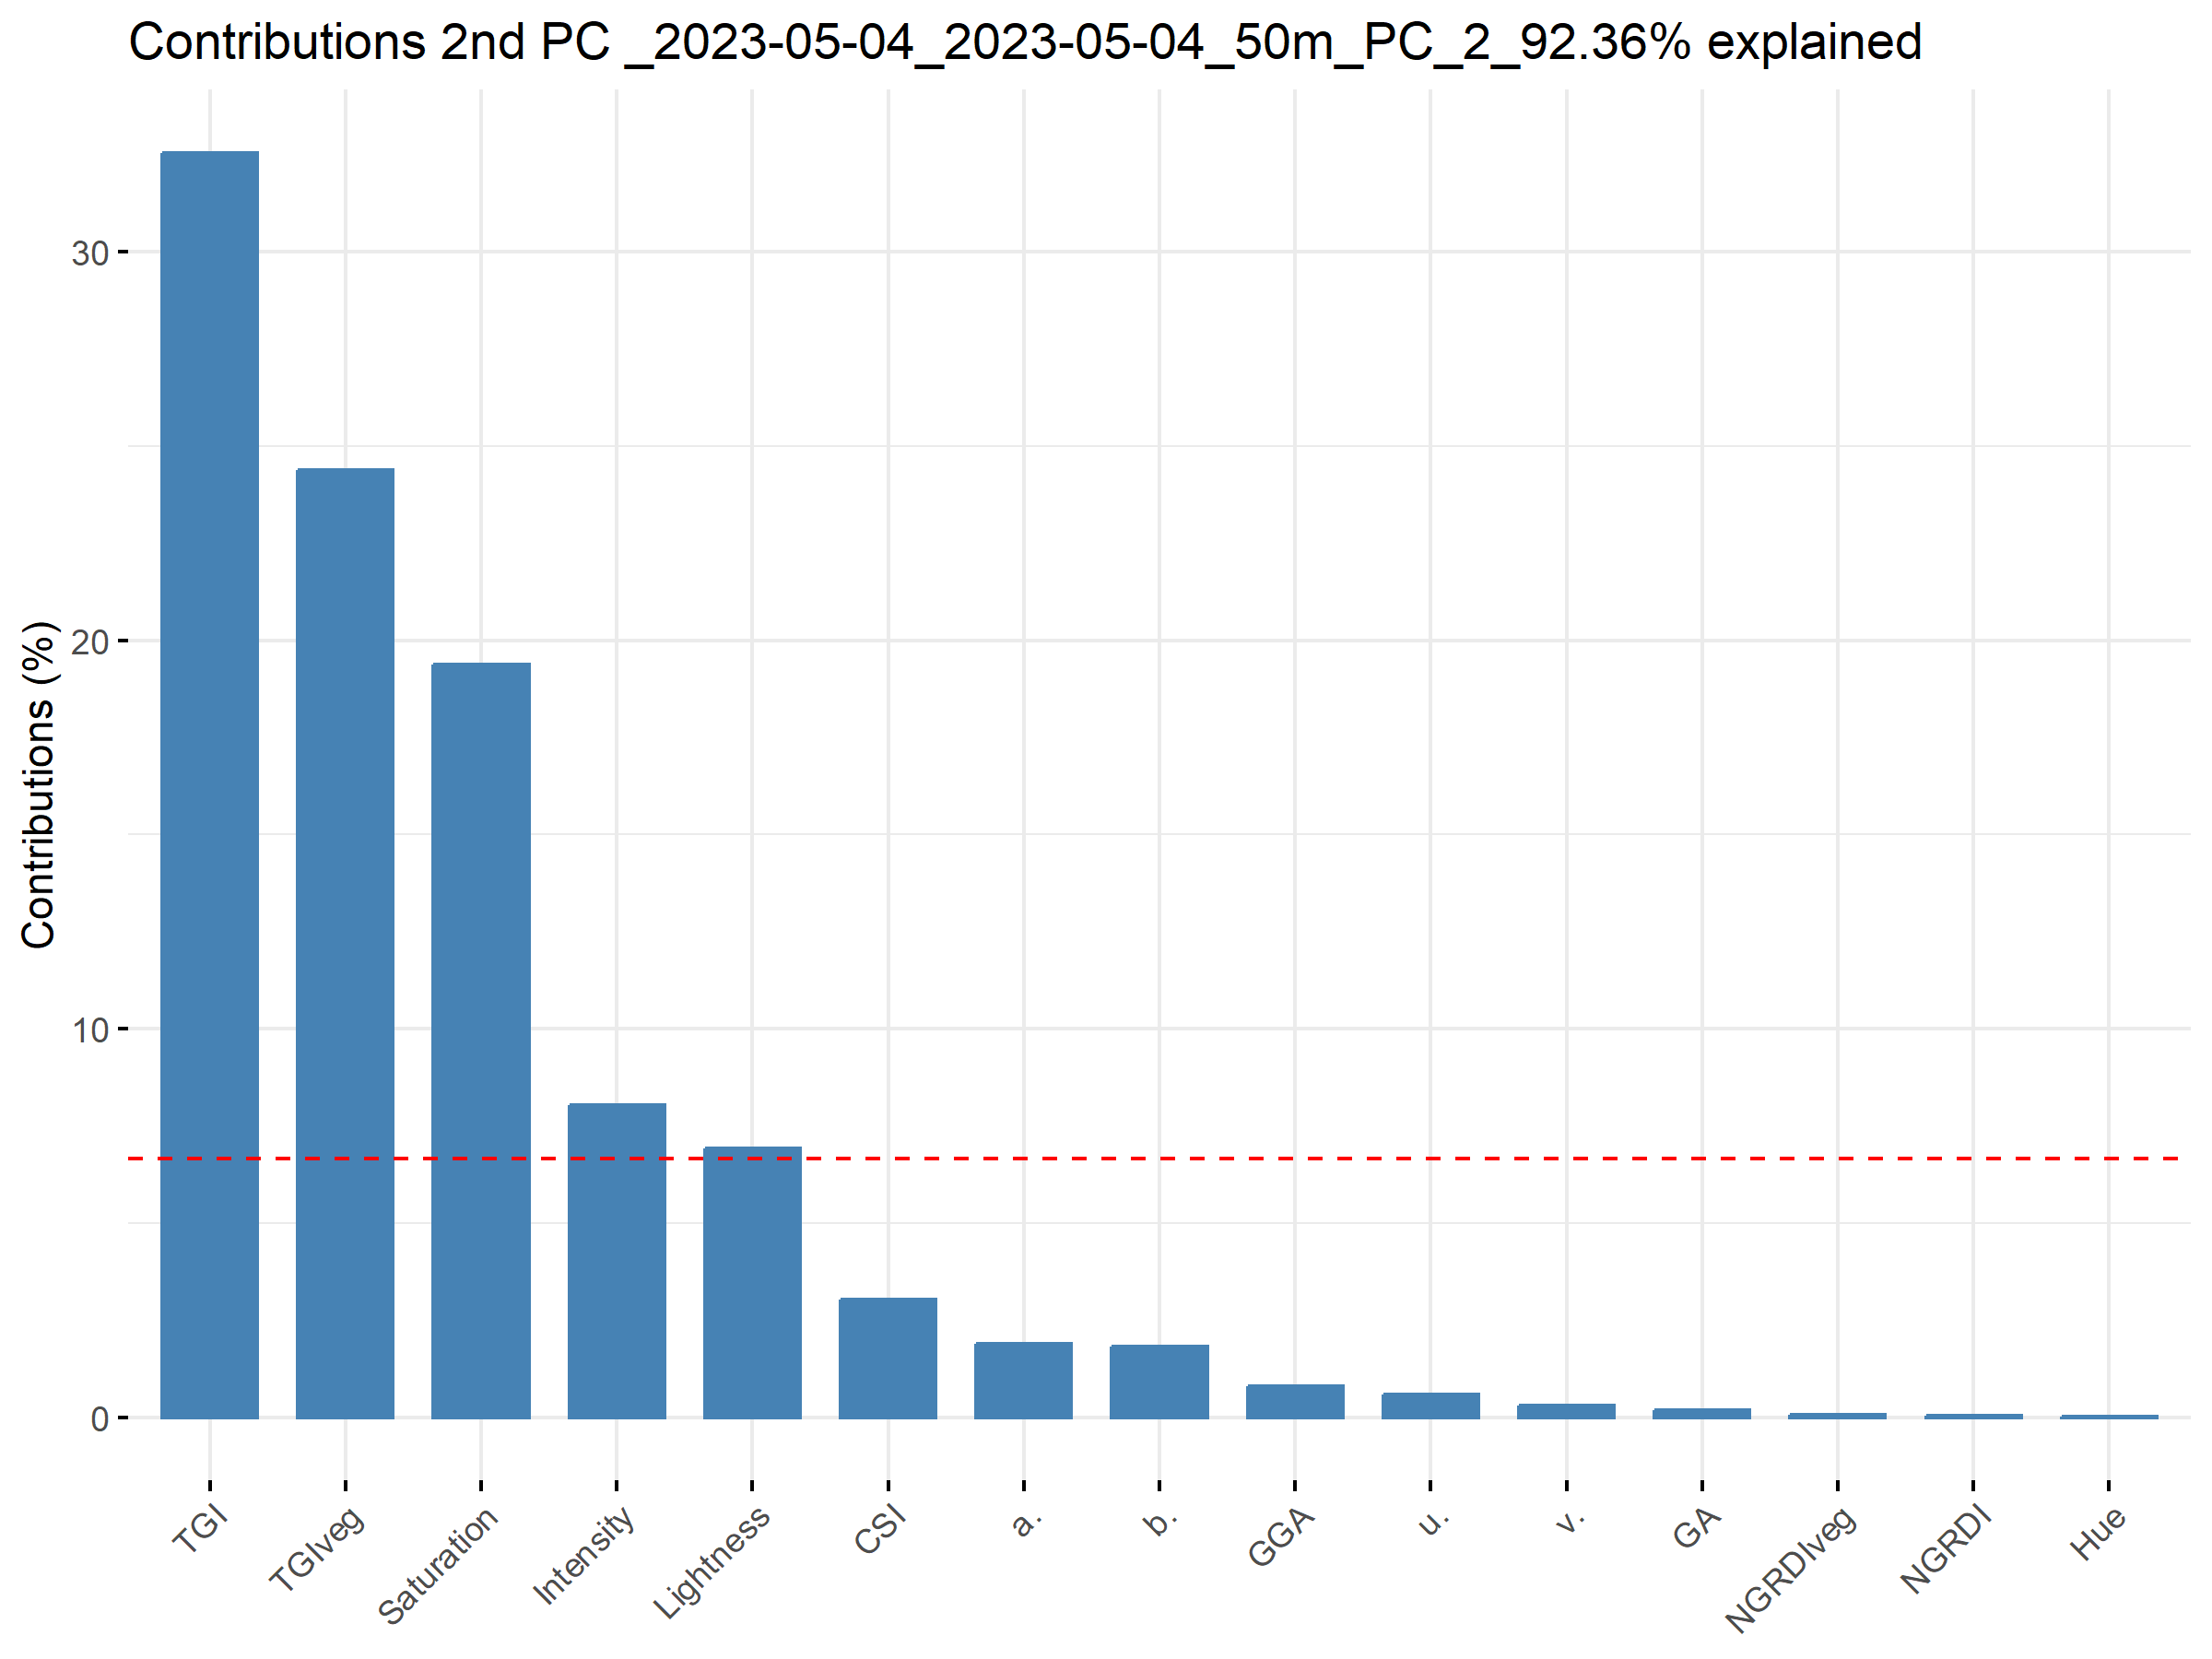 Contributions 2nd PC _2023-05-04_2023-05-04_50m_PC_2_92.36% explained
Contributions (%)
30
20
10
0
TGI
TGIveg
Saturation
Intensity
Lightness
CSI
a.
b.
GGA
u.
v.
GA
NGRDIveg
NGRDI
Hue